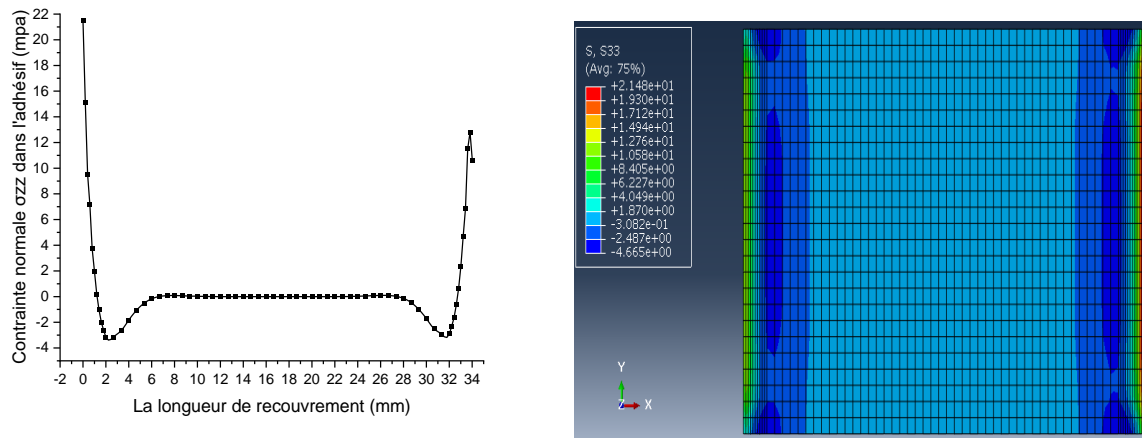 Contrainte normale σzz dans l'adhésif (mpa)
22
20
18
16
14
12
10
8
6
4
2
0
-2
-4
-2 0 2 4 6 8 10 12 14 16 18 20 22 24 26 28 30 32 34
La longueur de recouvrement (mm)
S, S33
(Avg: 75%)
+2.148e+01
+1.930e+01
+1.712e+01
+1.494e+01
+1.276e+01
+1.058e+01
+8.405e+00
+6.227e+00
+4.049e+00
+1.870e+00
-3.082e-01
-2.487e+00
-4.665e+00
Y
Z X